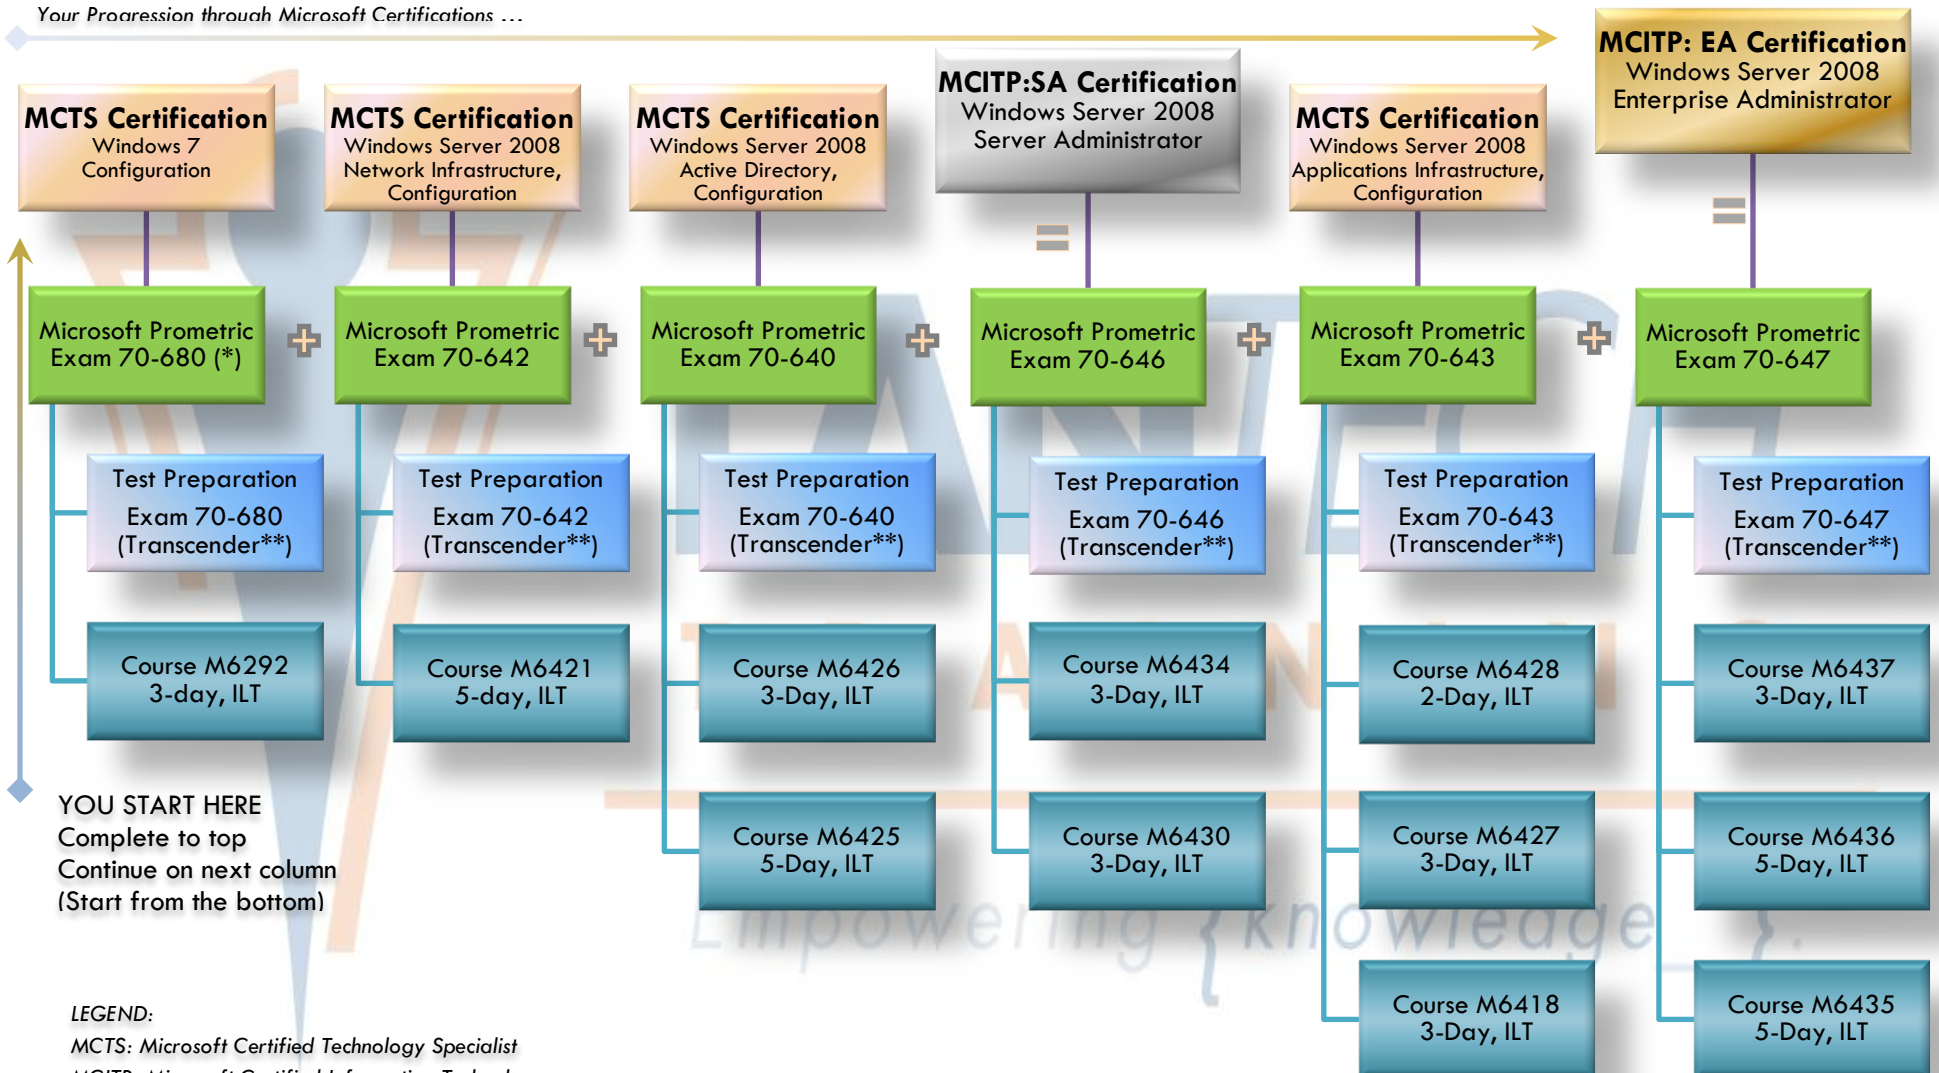 Your Progression through Microsoft Certifications ...
MCTS Certification
Windows 7
Configuration
MCTS Certification
Windows Server 2008
Network Infrastructure,
Configuration
MCTS Certification
Windows Server 2008
Active Directory,
Configuration
MCITP:SA Certification
Windows Server 2008
Server Administrator
MCTS Certification
Windows Server 2008
Applications Infrastructure,
Configuration
MCITP: EA Certification
Windows Server 2008
Enterprise Administrator
=
=
Microsoft Prometric
Exam 70-680 (*)
+
Microsoft Prometric
Exam 70-642
+
Microsoft Prometric
Exam 70-640
+
Microsoft Prometric
Exam 70-646
+
Microsoft Prometric
Exam 70-643
+
Microsoft Prometric
Exam 70-647
Test Preparation
Exam 70-680
(Transcender**)
Test Preparation
Exam 70-642
(Transcender**)
Test Preparation
Exam 70-640
(Transcender**)
Test Preparation
Exam 70-646
(Transcender**)
Test Preparation
Exam 70-643
(Transcender**)
Test Preparation
Exam 70-647
(Transcender**)
Course M6292
3-day, ILT
Course M6421
5-day, ILT
Course M6426
3-Day, ILT
Course M6434
3-Day, ILT
Course M6428
2-Day, ILT
Course M6437
3-Day, ILT
YOU START HERE
Complete to top
Continue on next column
(Start from the bottom)
Course M6425
5-Day, ILT
Course M6430
3-Day, ILT
Course M6427
3-Day, ILT
Course M6436
5-Day, ILT
Empowering {knowledge_}.
Course M6418
3-Day, ILT
Course M6435
5-Day, ILT
LEGEND:
MCTS: Microsoft Certified Technology Specialist
MCITP: Microsoft Certified Information